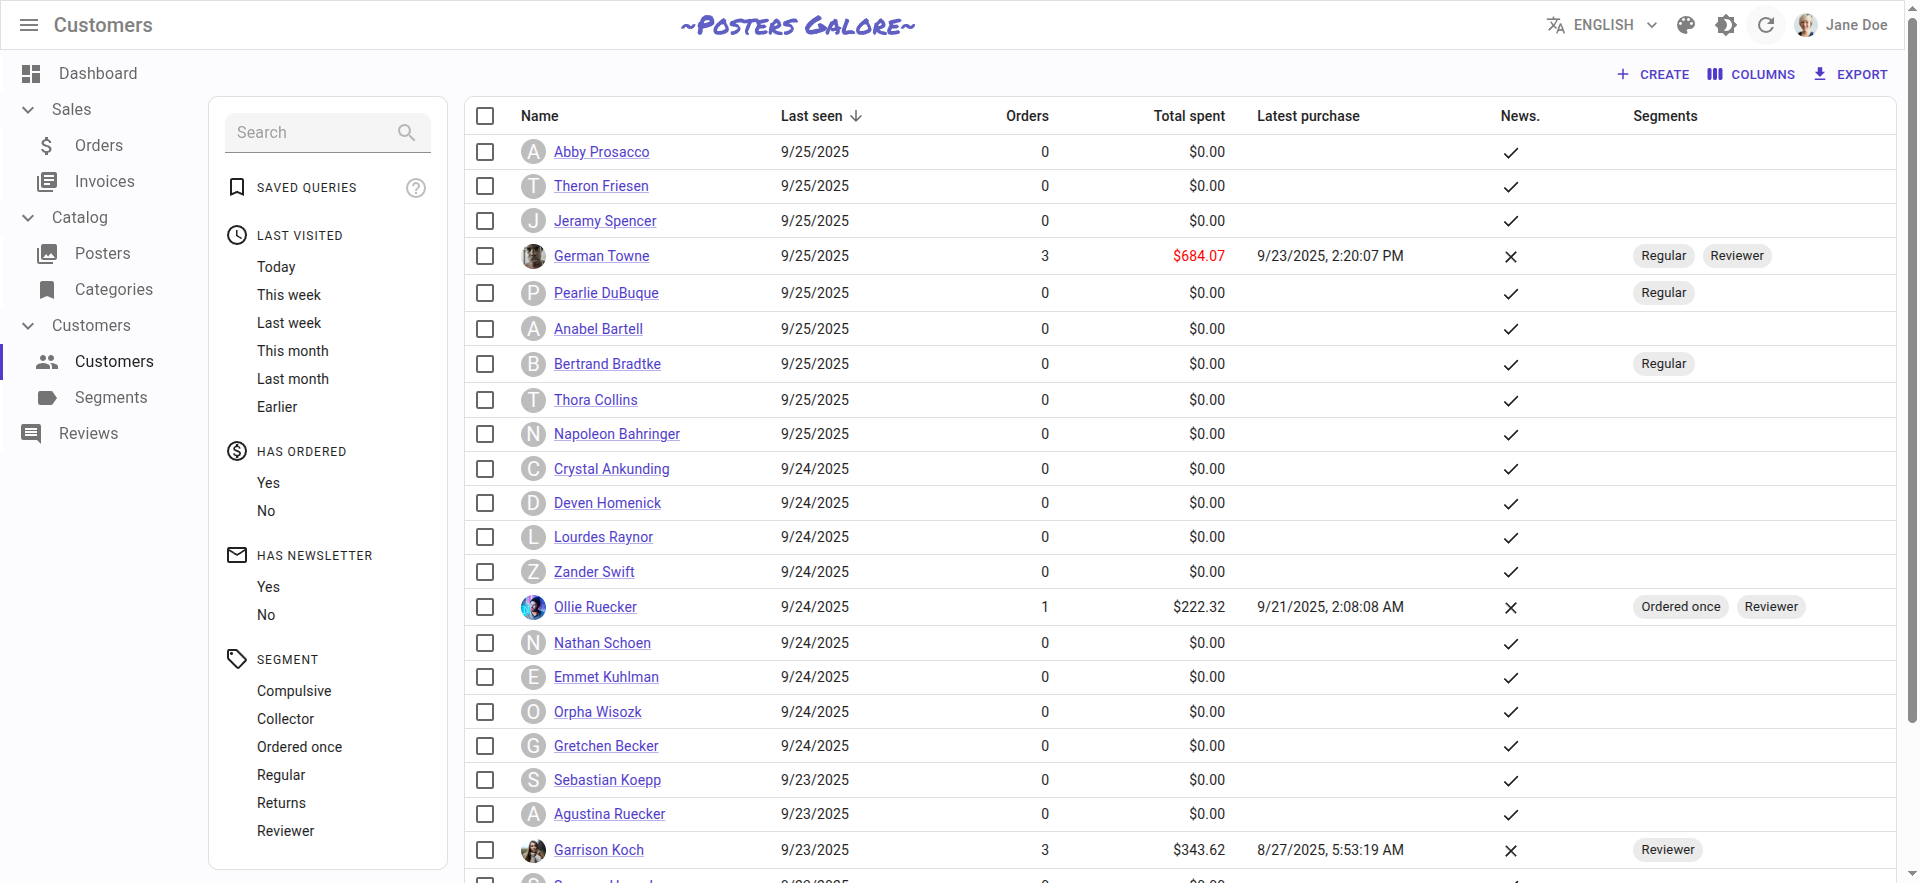 Customers
~Posters Galore~
ENGLISH
Jane Doe
Dashboard
Sales
Orders
Invoices
Catalog
Posters
Categories
Customers
Customers
Segments
Reviews
CREATE
COLUMNS
EXPORT
Search
SAVED QUERIES
?
LAST VISITED
Today
This week
Last week
This month
Last month
Earlier
HAS ORDERED
Yes
No
HAS NEWSLETTER
Yes
No
SEGMENT
Compulsive
Collector
Ordered once
Regular
Returns
Reviewer
Name Last seen Orders Total spent Latest purchase News. Segments
A Abby Prosacco 9/25/2025 0 $0.00
T Theron Friesen 9/25/2025 0 $0.00
J Jeramy Spencer 9/25/2025 0 $0.00
German Towne 9/25/2025 3 $684.07 9/23/2025, 2:20:07 PM Regular Reviewer
P Pearlie DuBuque 9/25/2025 0 $0.00 Regular
A Anabel Bartell 9/25/2025 0 $0.00
B Bertrand Bradtke 9/25/2025 0 $0.00 Regular
T Thora Collins 9/25/2025 0 $0.00
N Napoleon Bahringer 9/25/2025 0 $0.00
C Crystal Ankunding 9/24/2025 0 $0.00
D Deven Homenick 9/24/2025 0 $0.00
L Lourdes Raynor 9/24/2025 0 $0.00
Z Zander Swift 9/24/2025 0 $0.00
Ollie Ruecker 9/24/2025 1 $222.32 9/21/2025, 2:08:08 AM Ordered once Reviewer
N Nathan Schoen 9/24/2025 0 $0.00
E Emmet Kuhlman 9/24/2025 0 $0.00
O Orpha Wisozk 9/24/2025 0 $0.00
G Gretchen Becker 9/24/2025 0 $0.00
S Sebastian Koepp 9/23/2025 0 $0.00
A Agustina Ruecker 9/23/2025 0 $0.00
Garrison Koch 9/23/2025 3 $343.62 8/27/2025, 5:53:19 AM Reviewer